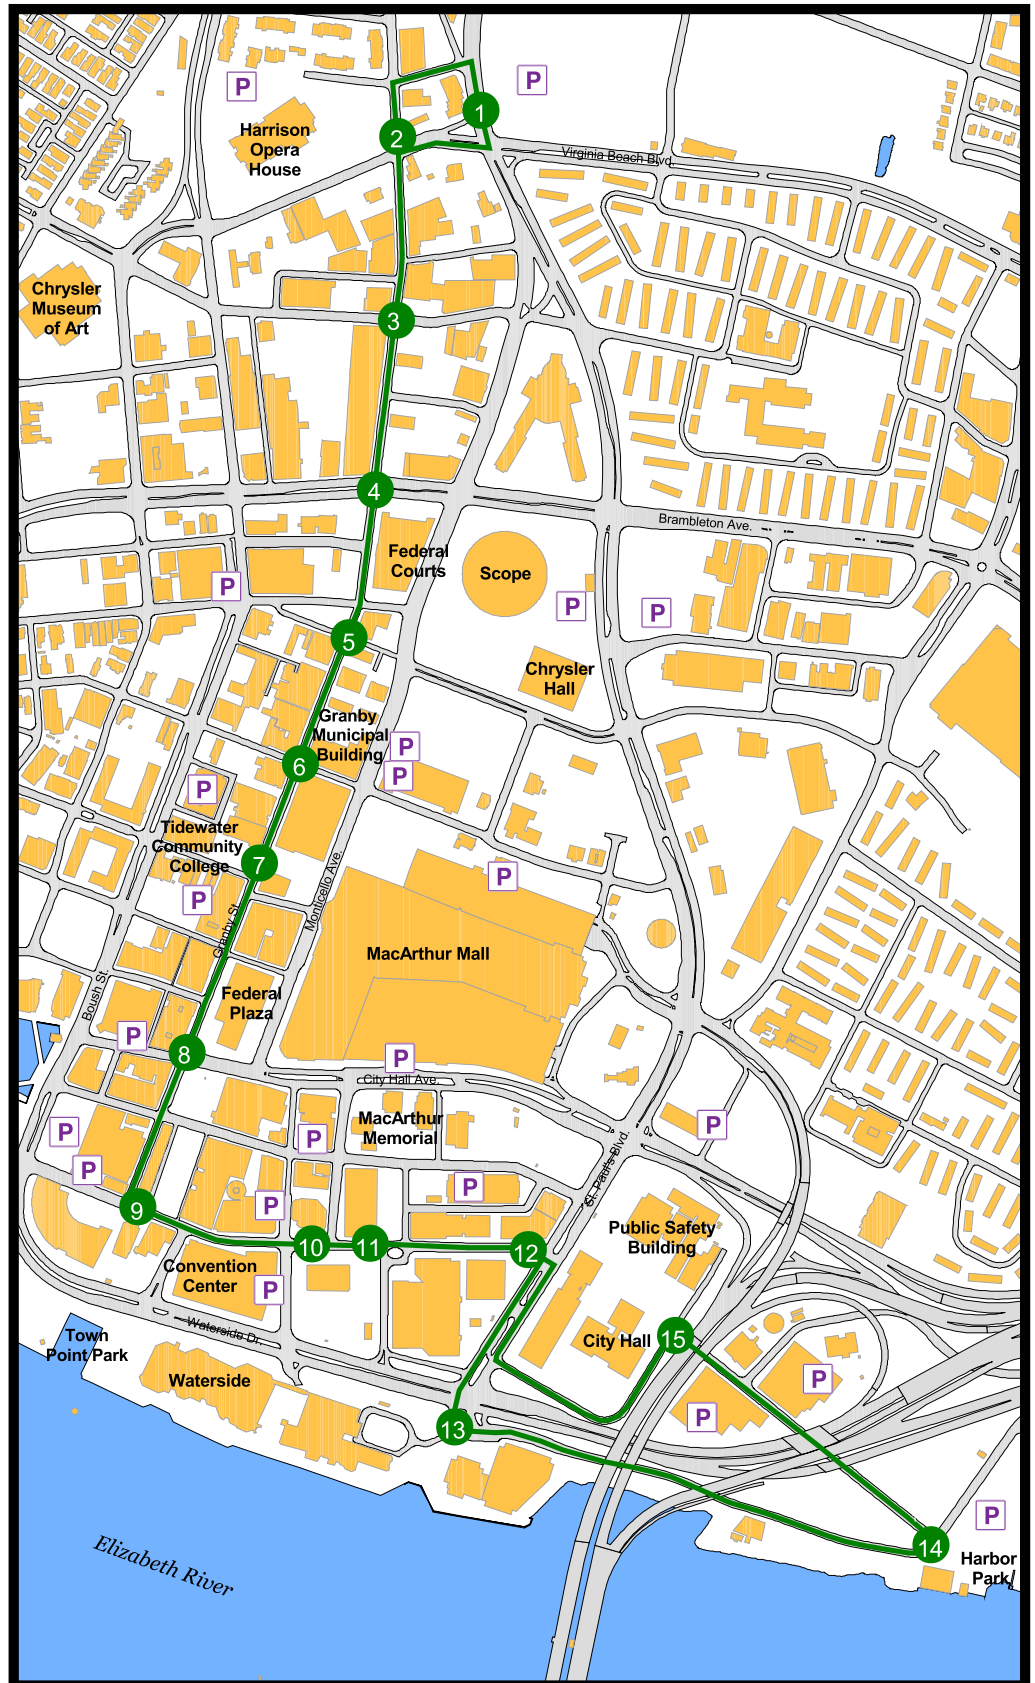 P
P
1
2
Harrison
Opera
House
Virginia Beach Blvd.
Chrysler
Museum
of Art
3
4
Brambleton Ave.
Federal
Courts
Scope
P
P
P
5
Chrysler
Hall
Granby
Municipal
Building
P
P
6
P
Tidewater
Community
College
7
P
P
Monticello Ave.
Granby St.
MacArthur Mall
Federal
Plaza
Boush St.
P
8
P
City Hall Ave.
MacArthur
Memorial
P
P
P
P
P
P
St. Paul's Blvd.
9
10
11
12
Public Safety
Building
Convention
Center
P
Waterside Dr.
Town
Point Park
City Hall
15
Waterside
P
P
13
P
14
Harbor
Park
Elizabeth River